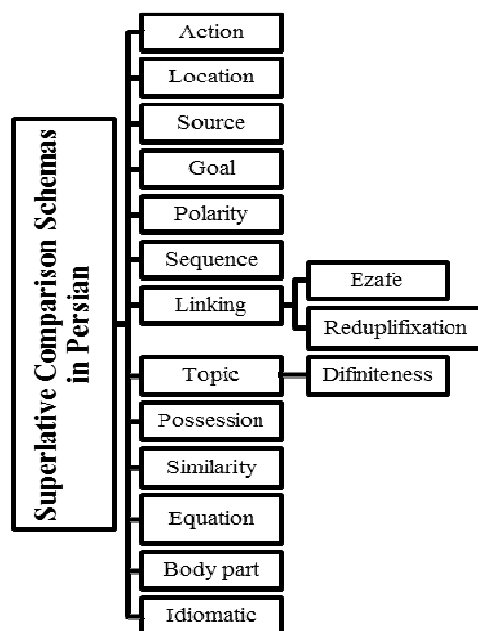 Superlative Comparison Schemas
in Persian
Action
Location
Source
Goal
Polarity
Sequence
Linking
Ezafe
Reduplifixation
Topic
Difiniteness
Possession
Similarity
Equation
Body part
Idiomatic